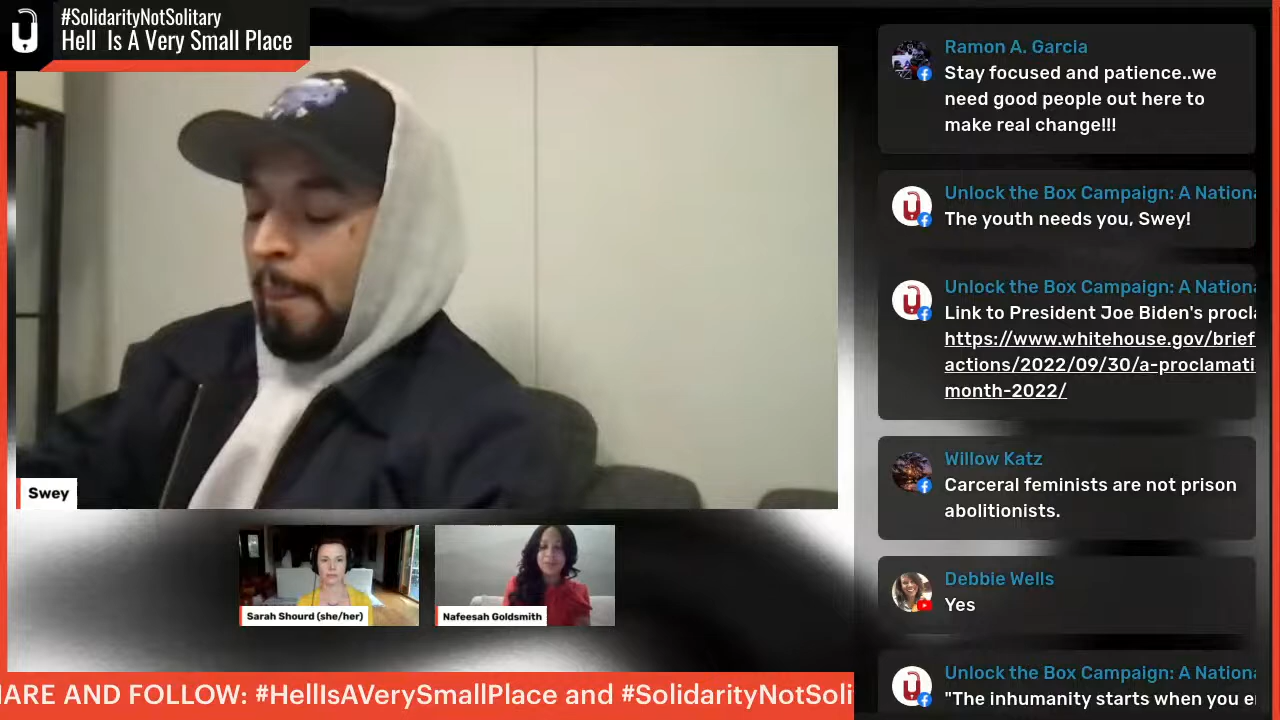 #SolidarityNotSolitary
Hell Is A Very Small Place
Swey
Sarah Shourd (she/her)
Nafeesah Goldsmith
ARE AND FOLLOW: #HellIsAVerySmallPlace and #SolidarityNotSoli
Ramon A. Garcia
Stay focused and patience..we
need good people out here to
make real change!!!
Unlock the Box Campaign: A Nationa
The youth needs you, Swey!
Unlock the Box Campaign: A Nationa
Link to President Joe Biden's procla
https://www.whitehouse.gov/brief
actions/2022/09/30/a-proclamati
month-2022/
Willow Katz
Carceral feminists are not prison
abolitionists.
Debbie Wells
Yes
Unlock the Box Campaign: A Nationa
"The inhumanity starts when you e